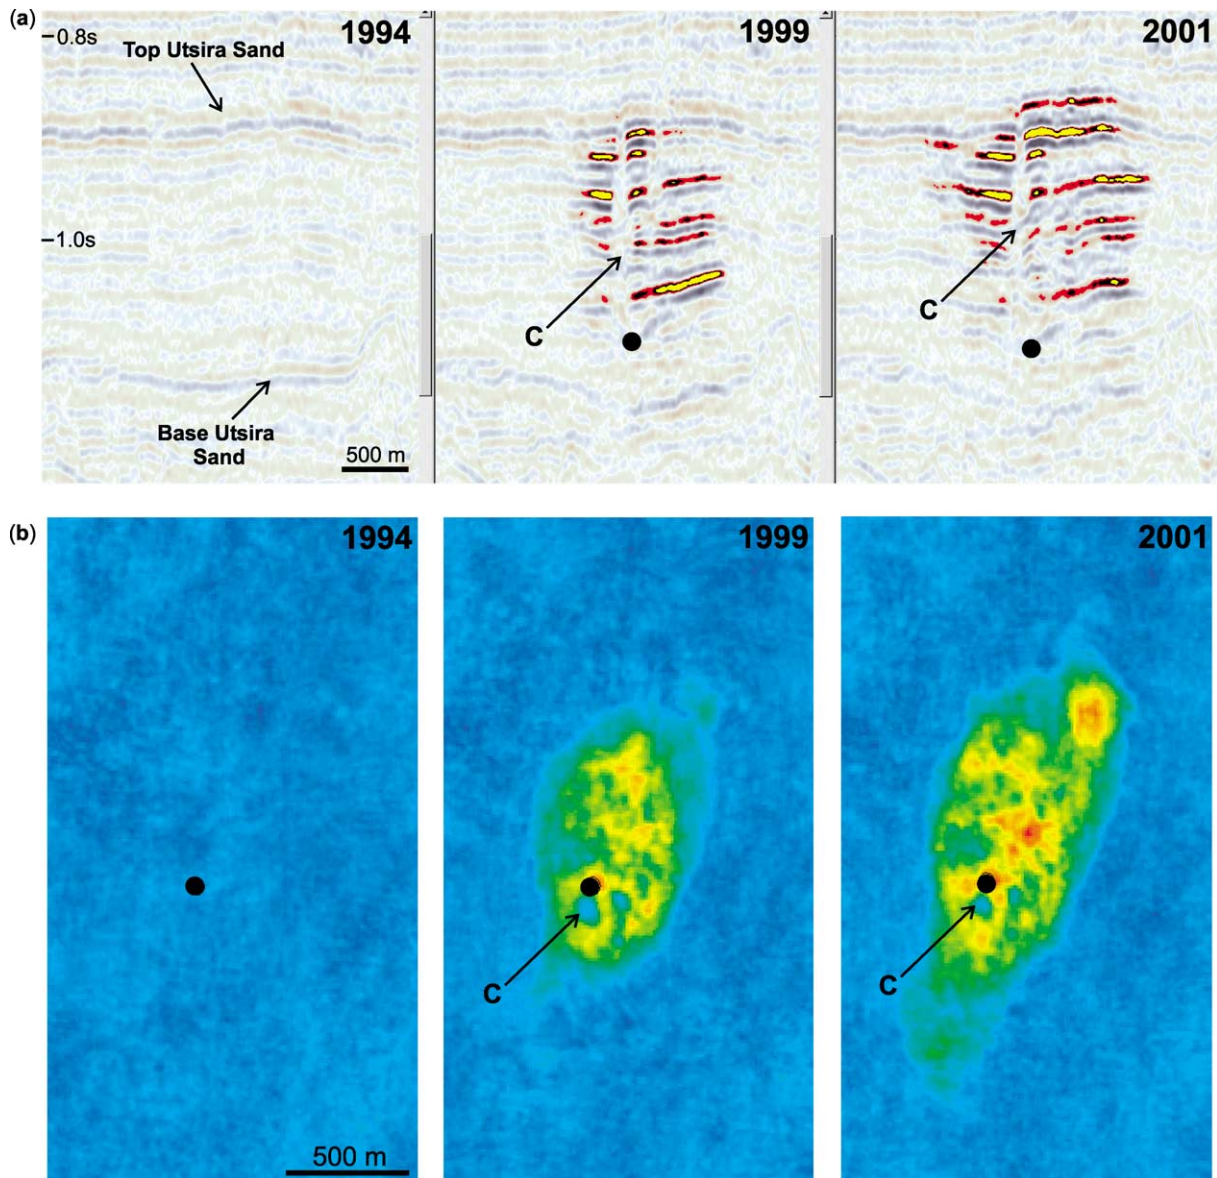 (a)
1994
1999
2001
–0.8s
Top Utsira Sand
–1.0s
C
C
Base Utsira
Sand
500 m
(b)
1994
1999
2001
C
C
500 m